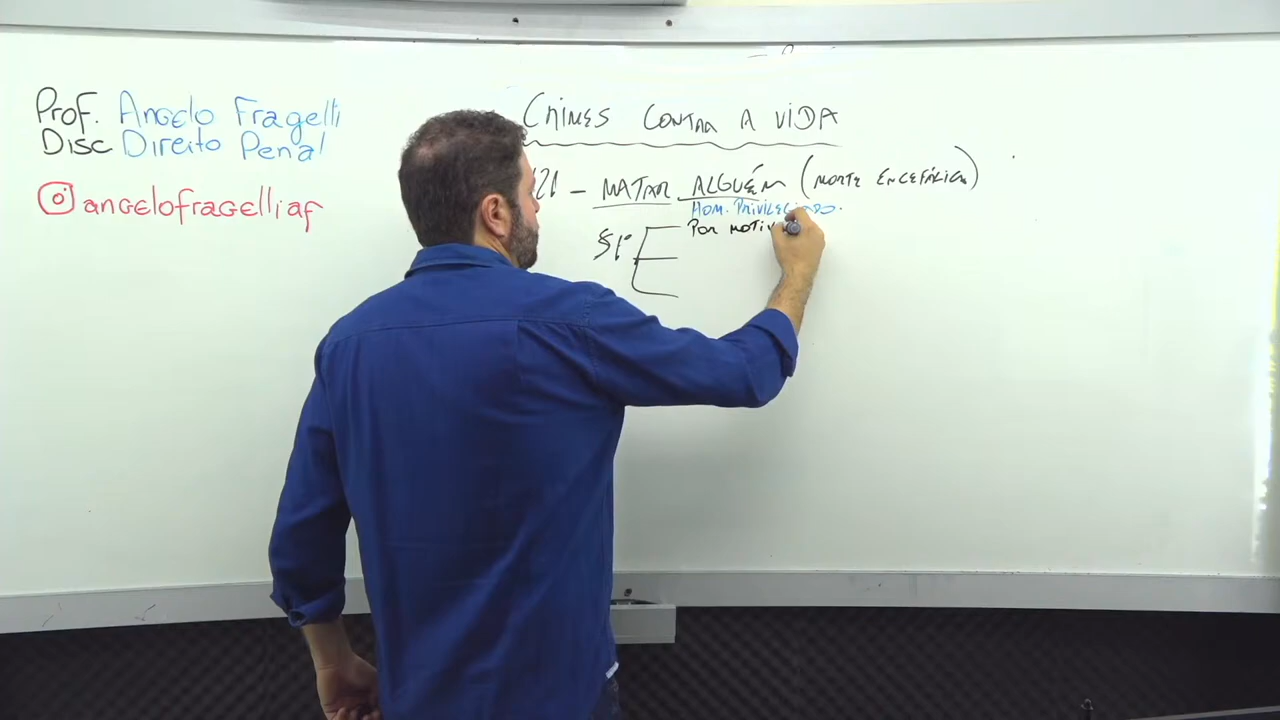 Prof. Angelo Fragelli
Disc Direito Penal
angelofragelliaf
CRIMES CONTRA A VIDA
121 - MATAR ALGUÉM (MORTE ENCEFÁLICA)
HOM. PRIVILEGIADO.
§1º
POR MOTIV